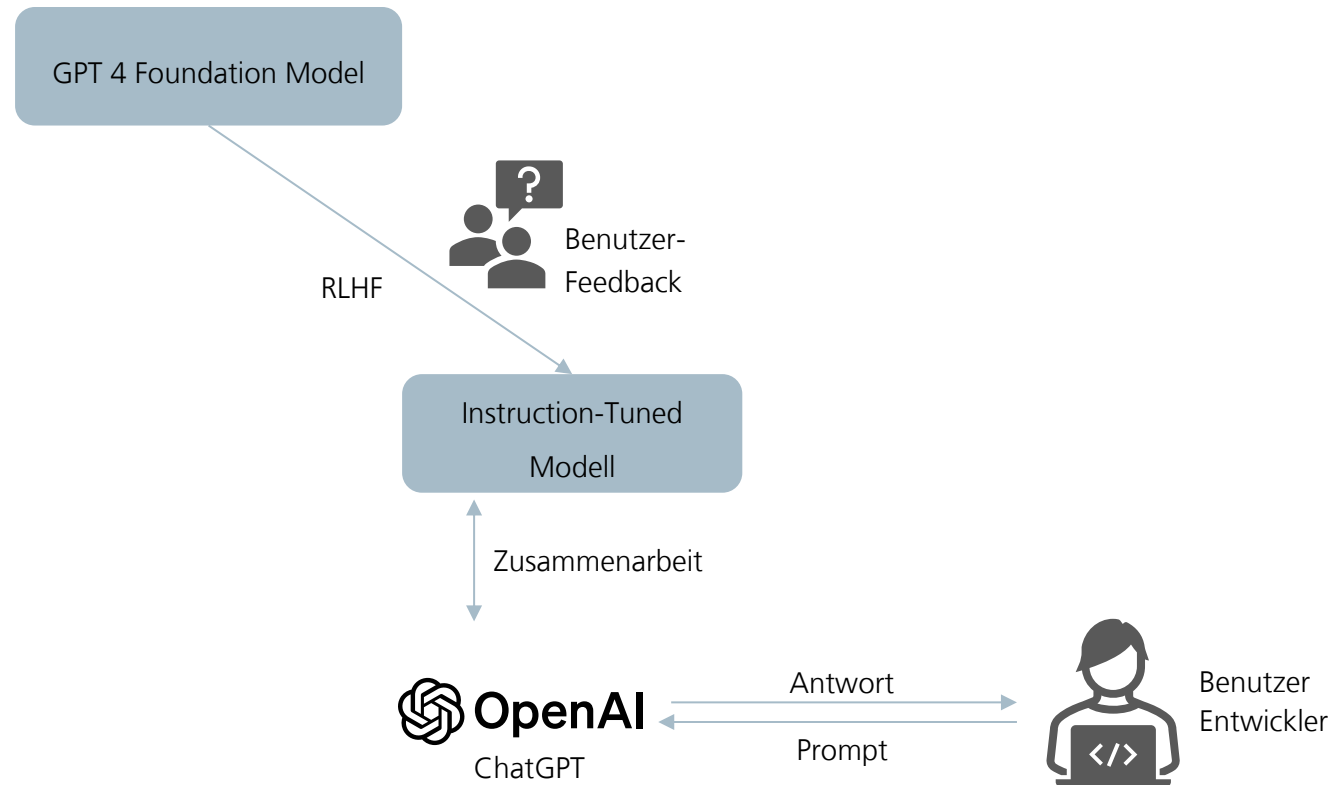 GPT 4 Foundation Model
?
Benutzer-
Feedback
RLHF
Instruction-Tuned
Modell
Zusammenarbeit
OpenAI
ChatGPT
Antwort
Prompt
Benutzer
Entwickler
</>